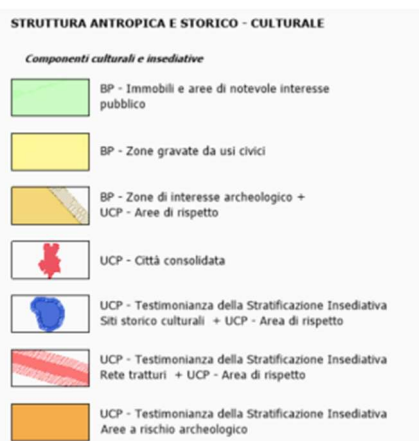 STRUTTURA ANTROPICA E STORICO - CULTURALE
Componenti culturali e insediative
BP - Immobili e aree di notevole interesse
pubblico
BP - Zone gravate da usi civici
BP - Zone di interesse archeologico +
UCP - Aree di rispetto
UCP - Città consolidata
UCP - Testimonianza della Stratificazione Insediativa
Siti storico culturali + UCP - Area di rispetto
UCP - Testimonianza della Stratificazione Insediativa
Rete tratturi + UCP - Area di rispetto
UCP - Testimonianza della Stratificazione Insediativa
Aree a rischio archeologico